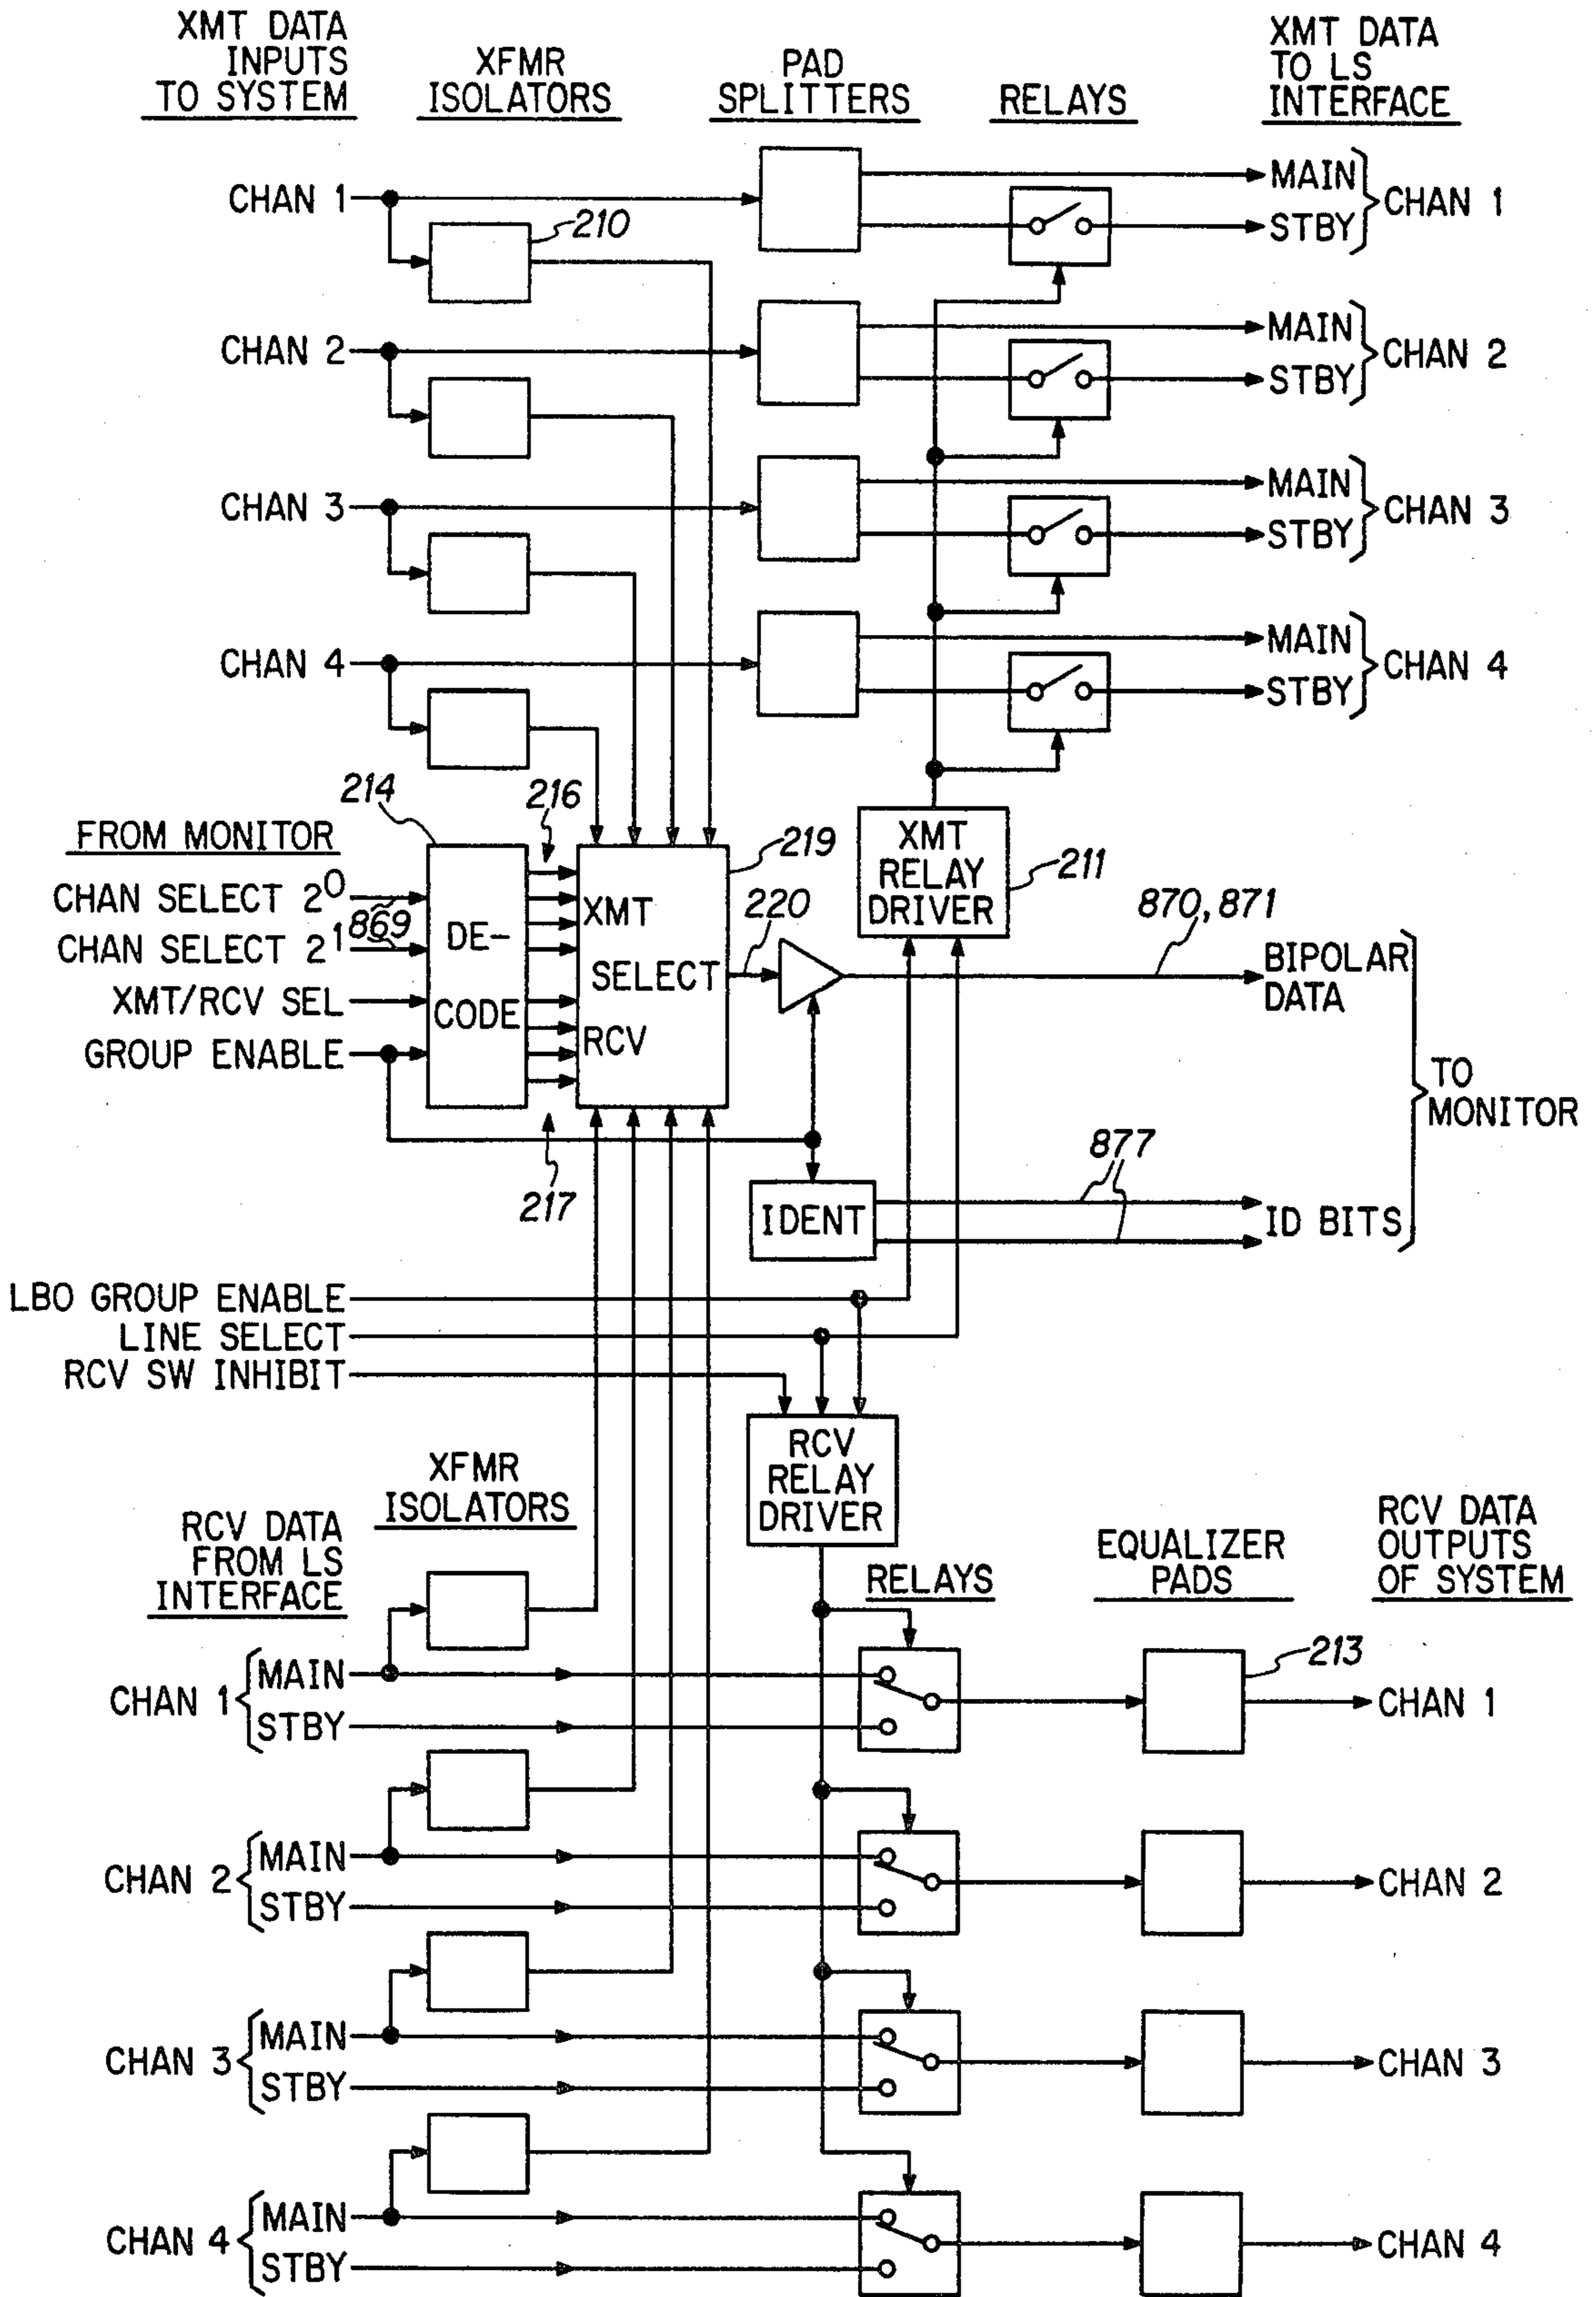 XMT DATA
INPUTS
TO SYSTEM
XFMR
ISOLATORS
PAD
SPLITTERS
RELAYS
XMT DATA
TO LS
INTERFACE
CHAN 1
210
MAIN
STBY
CHAN 1
CHAN 2
MAIN
STBY
CHAN 2
CHAN 3
MAIN
STBY
CHAN 3
CHAN 4
MAIN
STBY
CHAN 4
214
216
219
FROM MONITOR
CHAN SELECT 2⁰
869
CHAN SELECT 2¹
XMT/RCV SEL
GROUP ENABLE
DE-
CODE
XMT
SELECT
RCV
220
XMT
RELAY
DRIVER
211
870, 871
BIPOLAR
DATA
TO
MONITOR
217
IDENT
877
ID BITS
LBO GROUP ENABLE
LINE SELECT
RCV SW INHIBIT
RCV
RELAY
DRIVER
XFMR
ISOLATORS
RCV DATA
FROM LS
INTERFACE
RELAYS
EQUALIZER
PADS
RCV DATA
OUTPUTS
OF SYSTEM
CHAN 1
MAIN
STBY
213
CHAN 1
CHAN 2
MAIN
STBY
CHAN 2
CHAN 3
MAIN
STBY
CHAN 3
CHAN 4
MAIN
STBY
CHAN 4